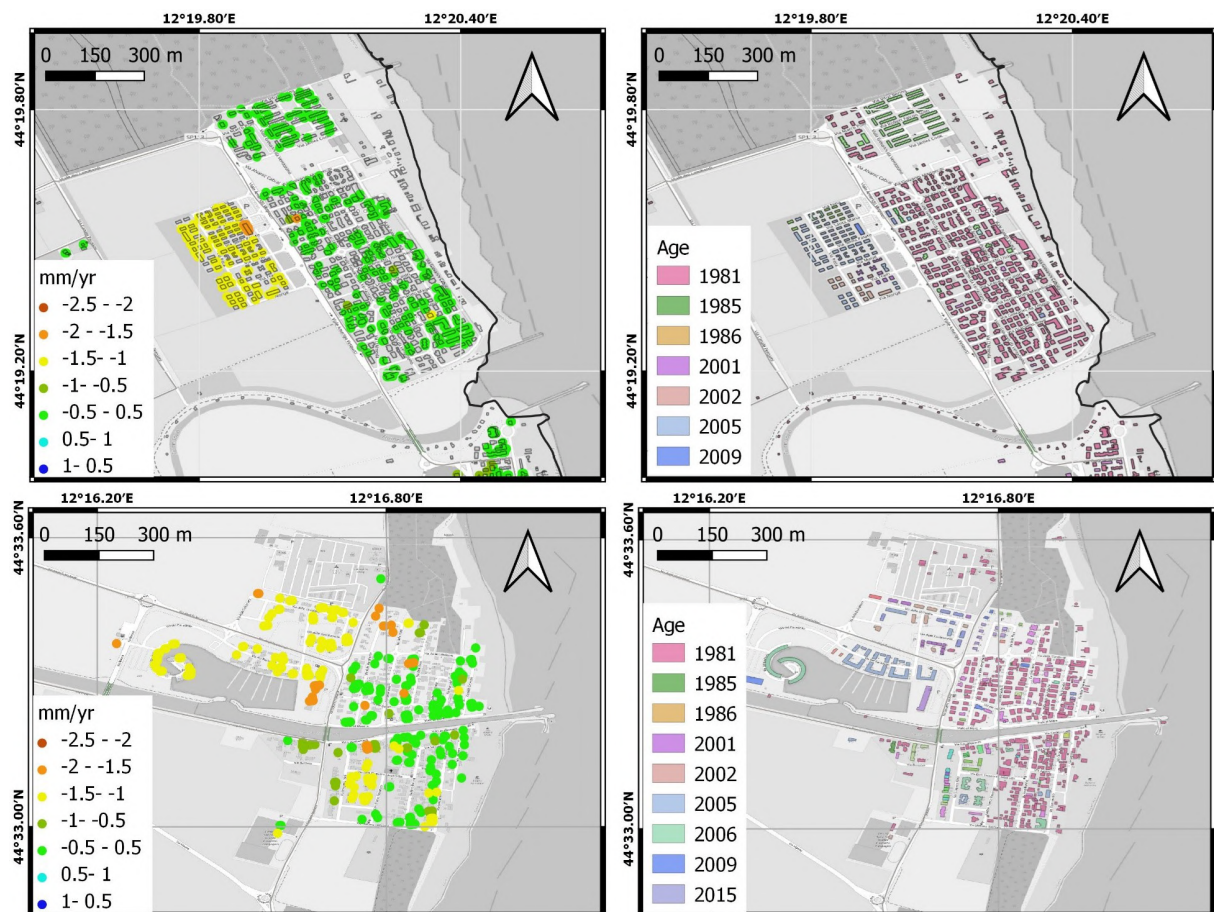 12°19.80′E 12°20.40′E
0 150 300 m
44°19.80′N
44°19.20′N
mm/yr
-2.5 - -2
-2 - -1.5
-1.5- -1
-1- -0.5
-0.5 - 0.5
0.5- 1
1- 0.5
12°19.80′E 12°20.40′E
0 150 300 m
44°19.80′N
44°19.20′N
Age
1981
1985
1986
2001
2002
2005
2009
12°16.20′E 12°16.80′E
0 150 300 m
44°33.60′N
44°33.00′N
mm/yr
-2.5 - -2
-2 - -1.5
-1.5- -1
-1- -0.5
-0.5 - 0.5
0.5- 1
1- 0.5
12°16.20′E 12°16.80′E
0 150 300 m
44°33.60′N
44°33.00′N
Age
1981
1985
1986
2001
2002
2005
2006
2009
2015